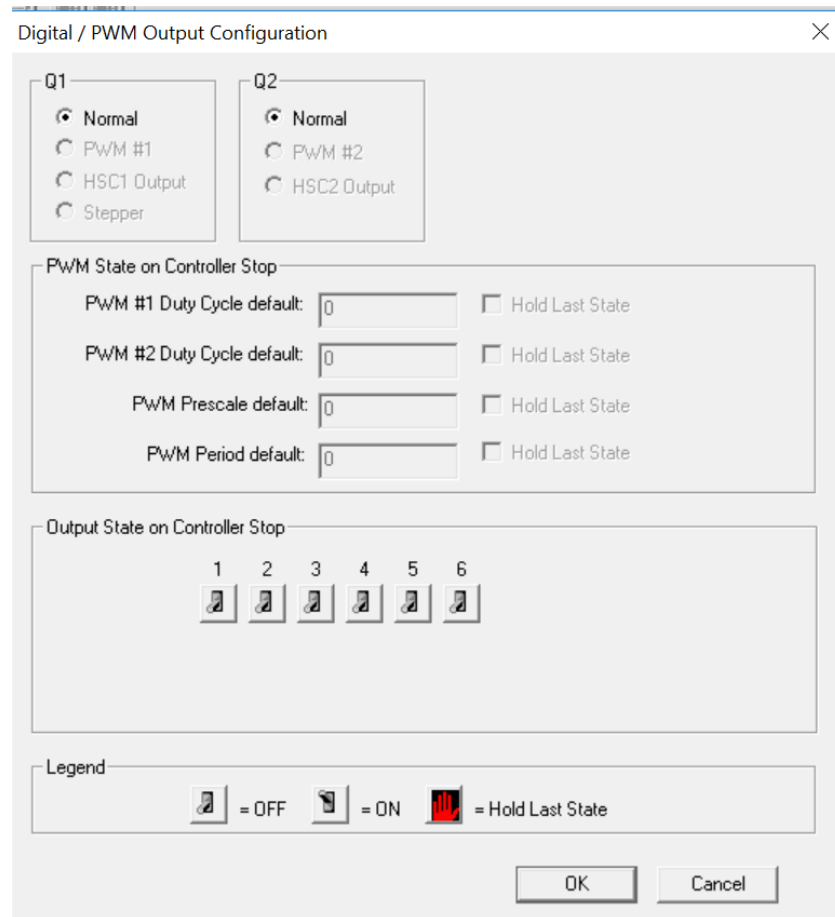 Digital / PWM Output Configuration
Q1
Normal
PWM #1
HSC1 Output
Stepper
Q2
Normal
PWM #2
HSC2 Output
PWM State on Controller Stop
PWM #1 Duty Cycle default: 0 Hold Last State
PWM #2 Duty Cycle default: 0 Hold Last State
PWM Prescale default: 0 Hold Last State
PWM Period default: 0 Hold Last State
Output State on Controller Stop
1 2 3 4 5 6
Legend
= OFF = ON = Hold Last State
OK Cancel